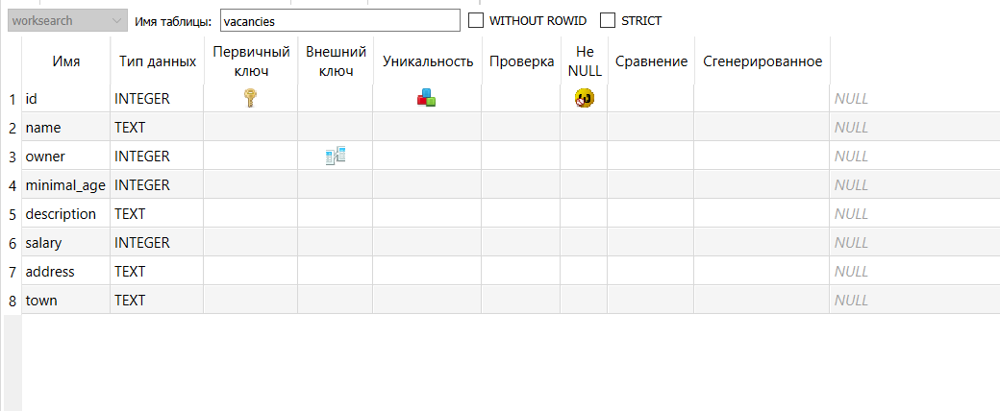 worksearch Имя таблицы: vacancies WITHOUT ROWID STRICT
Имя Тип данных Первичный ключ Внешний ключ Уникальность Проверка Не NULL Сравнение Сгенерированное
1 id INTEGER NULL
2 name TEXT NULL
3 owner INTEGER NULL
4 minimal_age INTEGER NULL
5 description TEXT NULL
6 salary INTEGER NULL
7 address TEXT NULL
8 town TEXT NULL